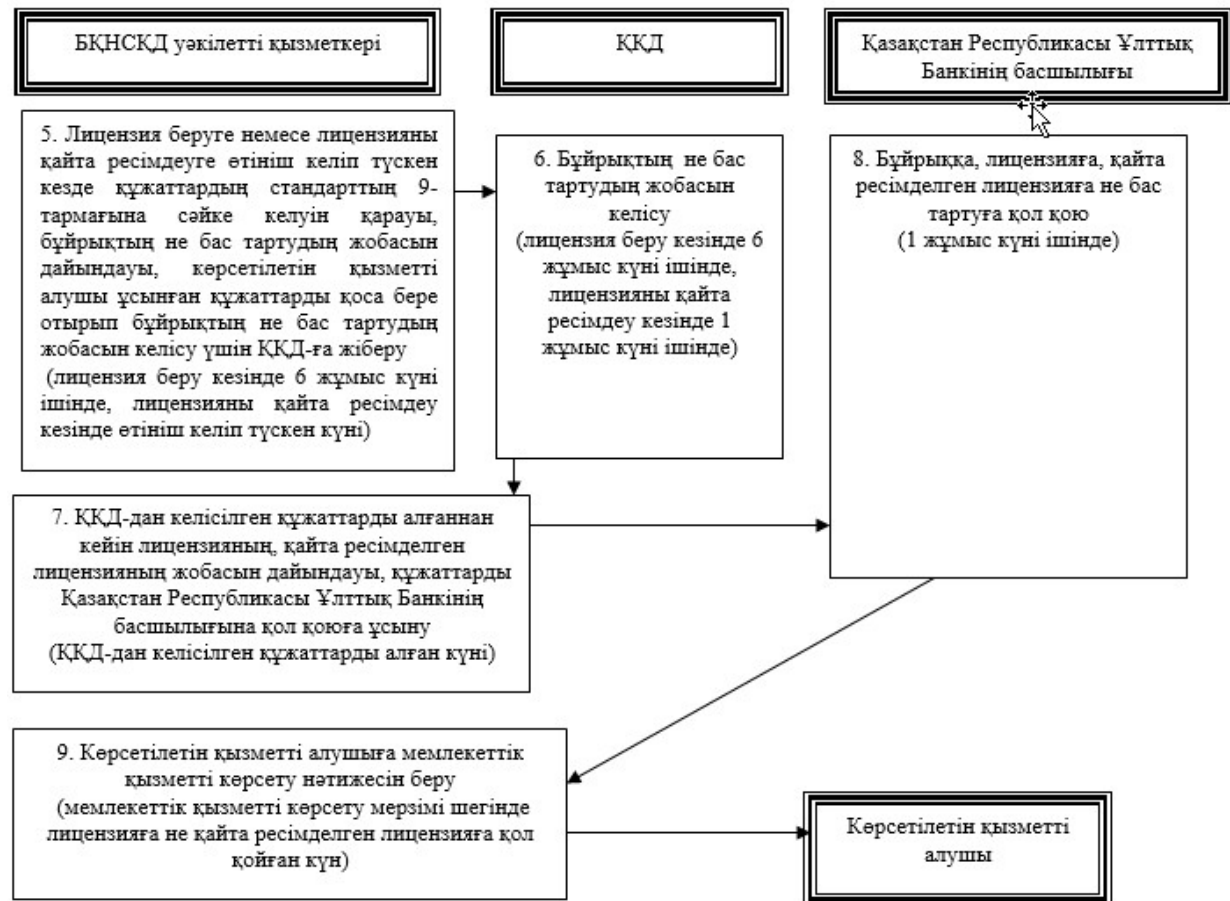 БҚНСҚД уәкілетті қызметкері
ҚҚД
Қазақстан Республикасы Ұлттық
Банкінің басшылығы
5. Лицензия беруге немесе лицензияны
қайта ресімдеуге өтініш келіп түскен
кезде құжаттардың стандарттың 9-
тармағына сәйке келуін қарауы,
бұйрықтың не бас тартудың жобасын
дайындауы, көрсетілетін қызметті
алушы ұсынған құжаттарды қоса бере
отырып бұйрықтың не бас тартудың
жобасын келісу үшін ҚҚД-ға жіберу
(лицензия беру кезінде 6 жұмыс күні
ішінде, лицензияны қайта ресімдеу
кезінде өтініш келіп түскен күні)
6. Бұйрықтың не бас
тартудың жобасын
келісу
(лицензия беру кезінде 6
жұмыс күні ішінде,
лицензияны қайта
ресімдеу кезінде 1
жұмыс күні ішінде)
8. Бұйрыққа, лицензияға, қайта
ресімделген лицензияға не бас
тартуға қол қою
(1 жұмыс күні ішінде)
7. ҚҚД-дан келісілген құжаттарды алғаннан
кейін лицензияның, қайта ресімделген
лицензияның жобасын дайындауы, құжаттарды
Қазақстан Республикасы Ұлттық Банкінің
басшылығына қол қоюға ұсыну
(ҚҚД-дан келісілген құжаттарды алған күні)
9. Көрсетілетін қызметті алушыға мемлекеттік
қызметті көрсету нәтижесін беру
(мемлекеттік қызметті көрсету мерзімі шегінде
лицензияға не қайта ресімделген лицензияға қол
қойған күн)
Көрсетілетін қызметті
алушы